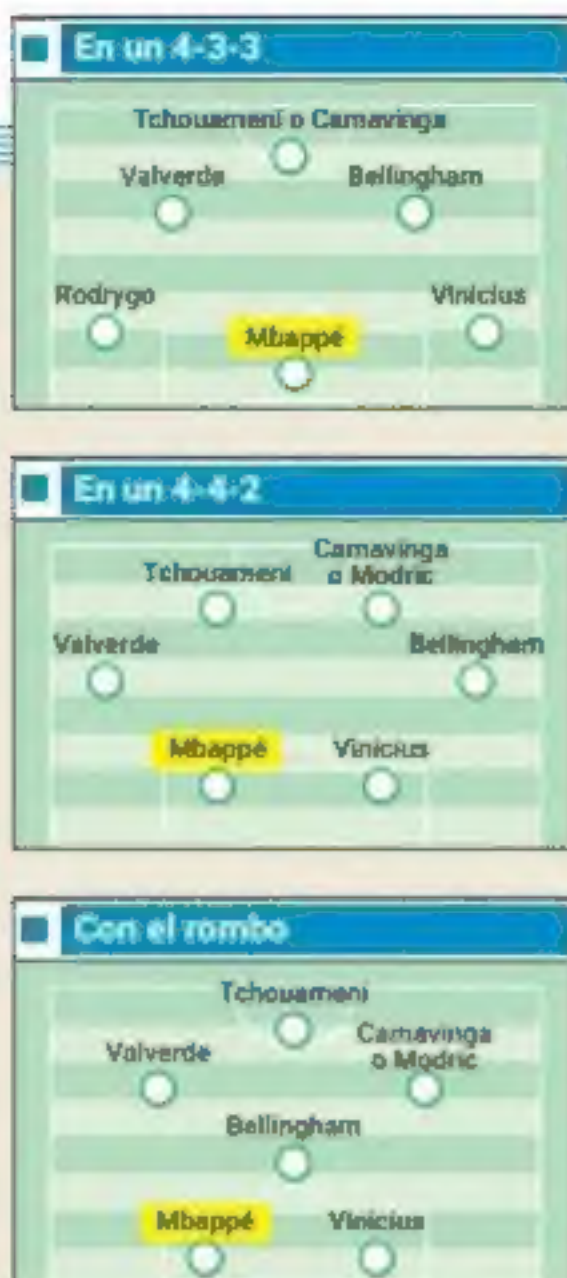 En un 4-3-3
Tchouameni o Camavinga
Valverde
Bellingham
Rodrygo
Vinicius
Mbappé
En un 4-4-2
Camavinga
Tchouameni
o Modric
Valverde
Bellingham
Mbappé
Vinicius
Con el rombo
Tchouameni
Camavinga
Valverde
o Modric
Bellingham
Mbappé
Vinicius